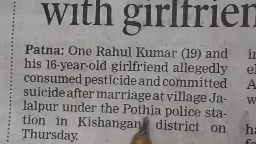 with girlfrien
Patna: One Rahul Kumar (19) and
his 16-year-old girlfriend allegedly
consumed pesticide and committed
suicide after marriage at village Ja-
lalpur under the Pothia police sta-
tion in Kishanganj district on
Thursday.